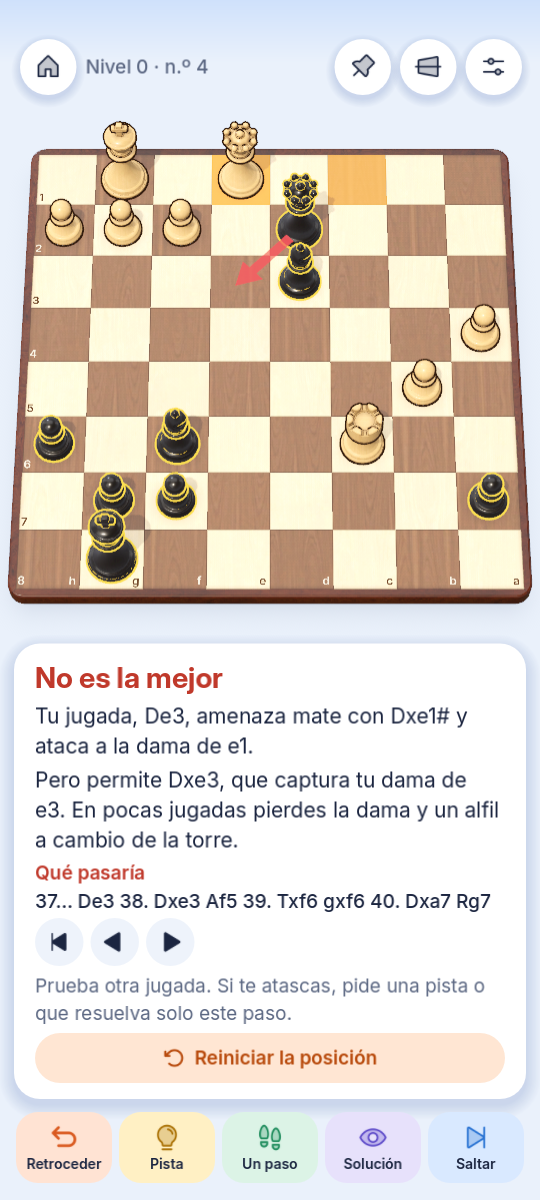 Nivel 0 · n.º 4
1
2
3
4
5
6
7
8 h g f e d c b a
No es la mejor
Tu jugada, De3, amenaza mate con Dxe1# y
ataca a la dama de e1.
Pero permite Dxe3, que captura tu dama de
e3. En pocas jugadas pierdes la dama y un alfil
a cambio de la torre.
Qué pasaría
37... De3 38. Dxe3 Af5 39. Txf6 gxf6 40. Dxa7 Rg7
Prueba otra jugada. Si te atascas, pide una pista o
que resuelva solo este paso.
Reiniciar la posición
Retroceder
Pista
Un paso
Solución
Saltar